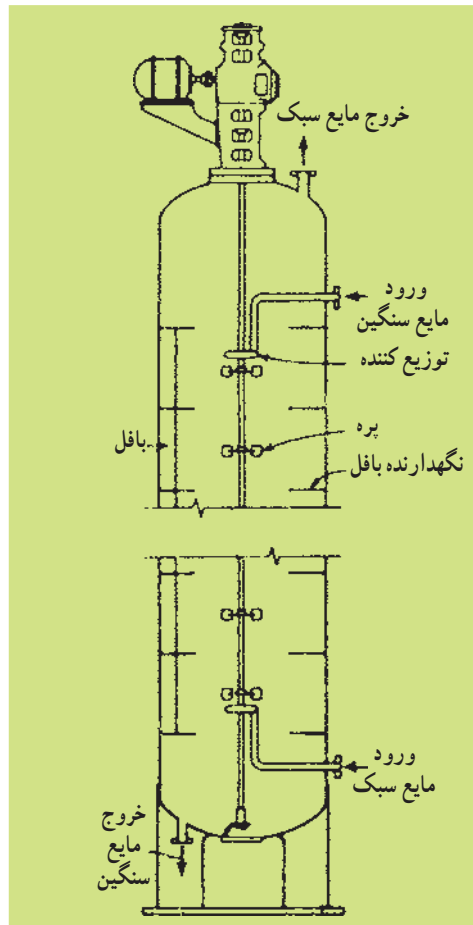 خروج مایع سبک
ورود
مایع سنگین
توزیع کننده
پره
بافل
نگهدارنده بافل
ورود
مایع سبک
خروج
مایع
سنگین